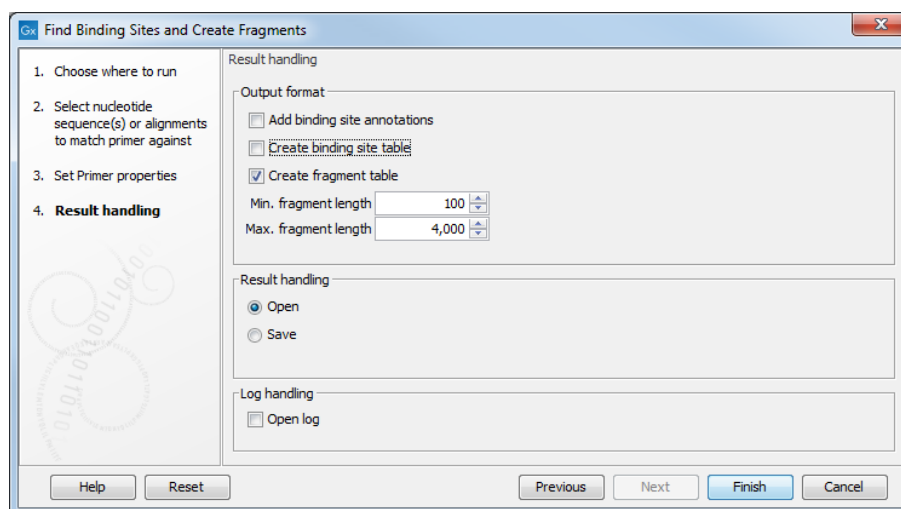 Gx Find Binding Sites and Create Fragments
1. Choose where to run
2. Select nucleotide
sequence(s) or alignments
to match primer against
3. Set Primer properties
4. Result handling
Result handling
Output format
Add binding site annotations
Create binding site table
Create fragment table
Min. fragment length 100
Max. fragment length 4,000
Result handling
Open
Save
Log handling
Open log
Help Reset Previous Next Finish Cancel